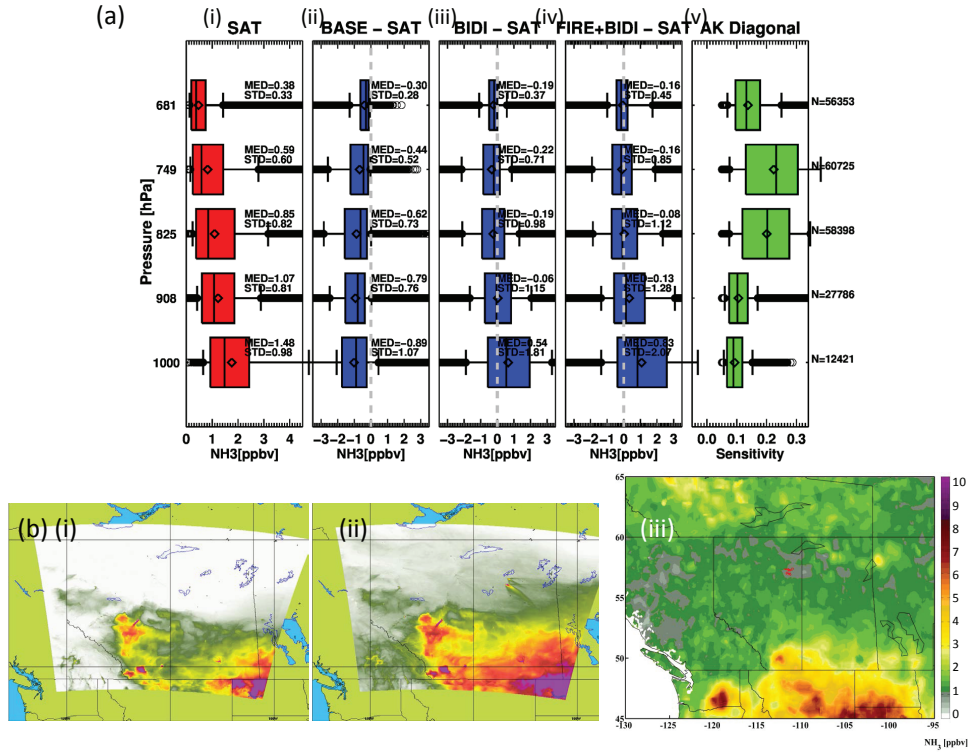 (a)
(i) (ii) (iii) (iv) (v)
SAT BASE – SAT BIDI – SAT FIRE+BIDI – SAT AK Diagonal
Pressure [hPa]
681
MED=0.38 MED=−0.30 MED=−0.19 MED=−0.16
STD=0.33 STD=0.28 STD=0.37 STD=0.45
N=56353
749
MED=0.59 MED=−0.44 MED=−0.22 MED=−0.16
STD=0.60 STD=0.52 STD=0.71 STD=0.85
N=60725
825
MED=0.85 MED=−0.62 MED=−0.19 MED=−0.08
STD=0.82 STD=0.73 STD=0.98 STD=1.12
N=58398
908
MED=1.07 MED=−0.79 MED=−0.06 MED=0.13
STD=0.81 STD=0.76 STD=1.15 STD=1.28
N=27786
1000
MED=1.48 MED=−0.89 MED=0.54 MED=0.83
STD=0.98 STD=1.07 STD=1.81 STD=2.07
N=12421
0 1 2 3 4 −3−2−1 0 1 2 3 −3−2−1 0 1 2 3 −3−2−1 0 1 2 3 0.0 0.1 0.2 0.3
NH3[ppbv] NH3[ppbv] NH3[ppbv] NH3[ppbv] Sensitivity
(b) (i) (ii) (iii)
65
60
55
50
45
-130 -125 -120 -115 -110 -105 -100 -95
10
9
8
7
6
5
4
3
2
1
0
NH3 [ppbv]